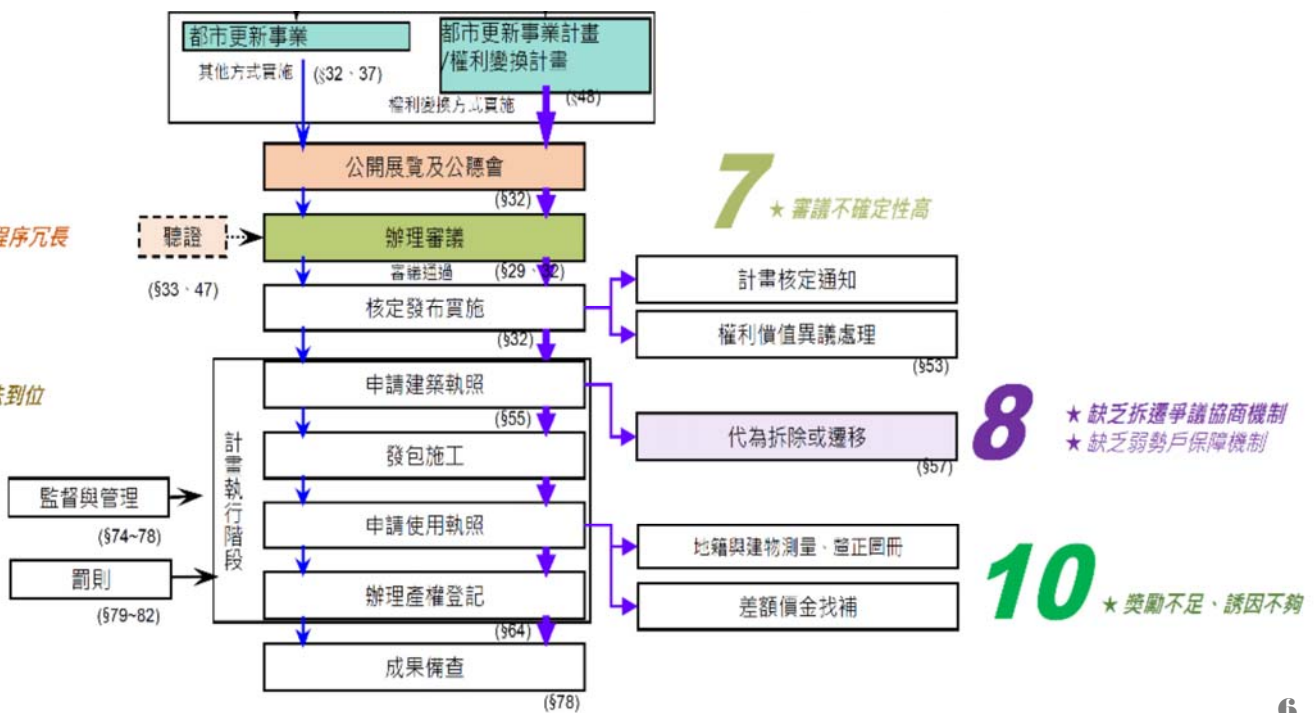 都市更新事業
都市更新事業計畫
/權利變換計畫
其他方式實施
(§32、37)
權利變換方式實施
(§48)
公開展覽及公聽會
(§32)
7
★ 審議不確定性高
程序冗長
聽證
(§33、47)
辦理審議
審議通過
(§29、32)
計畫核定通知
核定發布實施
權利價值異議處理
(§32)
(§53)
到位
計畫執行階段
申請建築執照
(§55)
代為拆除或遷移
(§57)
8
★ 缺乏拆遷爭議協商機制
★ 缺乏弱勢戶保障機制
發包施工
監督與管理
(§74~78)
申請使用執照
地籍與建物測量、釐正圖冊
罰則
(§79~82)
辦理產權登記
差額價金找補
10
★ 獎勵不足、誘因不夠
(§64)
成果備查
(§78)
6